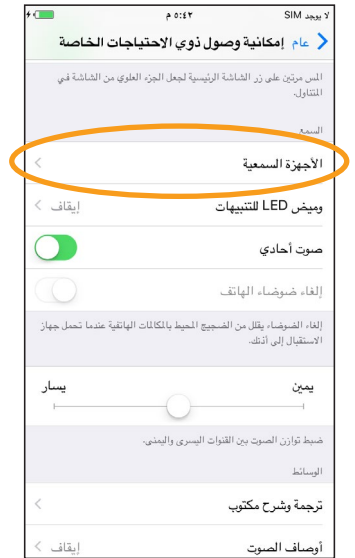 لا يوجد SIM ٥:٤٢ م
عام إمكانية وصول ذوي الاحتياجات الخاصة
المس مرتين على زر الشاشة الرئيسية لجعل الجزء العلوي من الشاشة في
المتناول.
السمع
الأجهزة السمعية
وميض LED للتنبيهات إيقاف
صوت أحادي
إلغاء ضوضاء الهاتف
إلغاء الضوضاء يقلل من الضجيج المحيط بالمكالمات الهاتفية عندما تحمل جهاز
الاستقبال إلى أذنك.
يمين يسار
ضبط توازن الصوت بين القنوات اليسرى واليمنى.
الوسائط
ترجمة وشرح مكتوب
أوصاف الصوت إيقاف